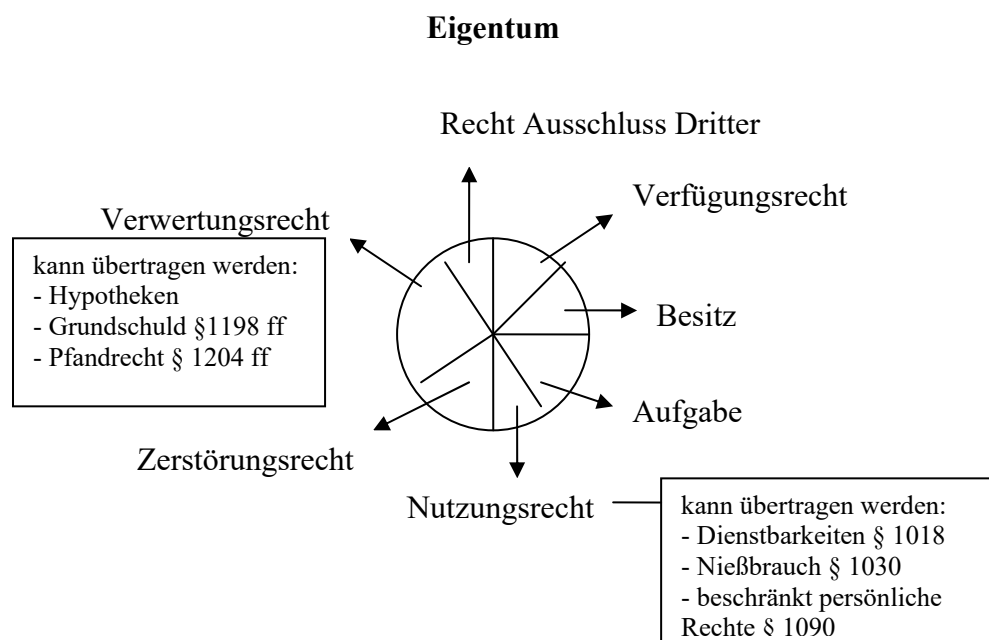 Eigentum
Recht Ausschluss Dritter
Verfügungsrecht
Verwertungsrecht
kann übertragen werden:
- Hypotheken
- Grundschuld §1198 ff
- Pfandrecht § 1204 ff
Besitz
Aufgabe
Zerstörungsrecht
Nutzungsrecht
kann übertragen werden:
- Dienstbarkeiten § 1018
- Nießbrauch § 1030
- beschränkt persönliche
Rechte § 1090